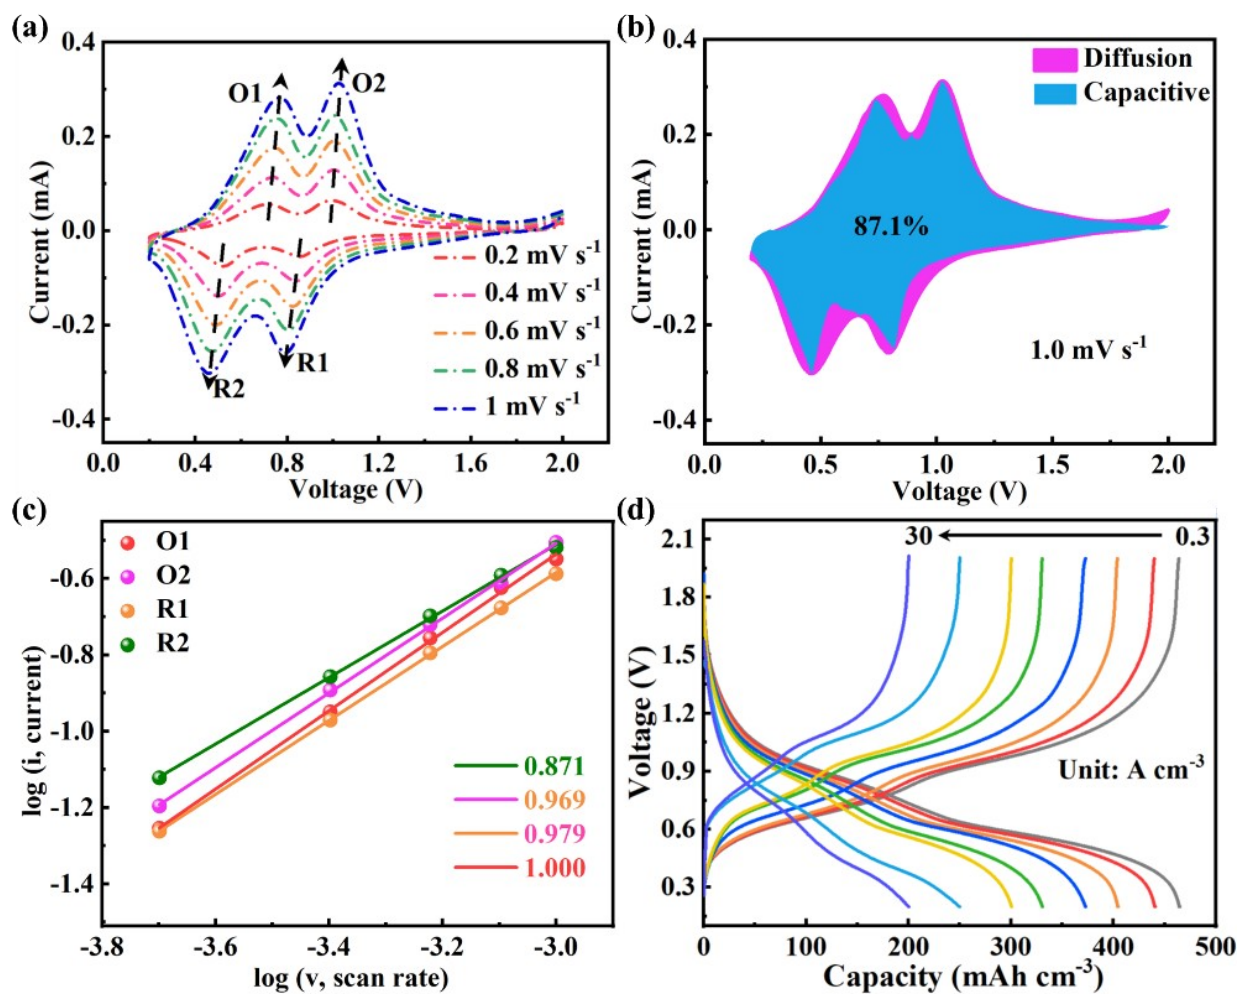 (a)
0.4
0.2
0.0
-0.2
-0.4
Current (mA)
O1
O2
R2
R1
0.2 mV s-1
0.4 mV s-1
0.6 mV s-1
0.8 mV s-1
1 mV s-1
0.0 0.4 0.8 1.2 1.6 2.0
Voltage (V)
(b)
0.4
0.2
0.0
-0.2
-0.4
Current (mA)
Diffusion
Capacitive
87.1%
1.0 mV s-1
0.5 1.0 1.5 2.0
Voltage (V)
(c)
-0.6
-0.8
-1.0
-1.2
-1.4
log (i, current)
O1
O2
R1
R2
0.871
0.969
0.979
1.000
-3.8 -3.6 -3.4 -3.2 -3.0
log (v, scan rate)
(d)
2.1
1.8
1.5
1.2
0.9
0.6
0.3
Voltage (V)
30 0.3
Unit: A cm-3
0 100 200 300 400 500
Capacity (mAh cm-3)